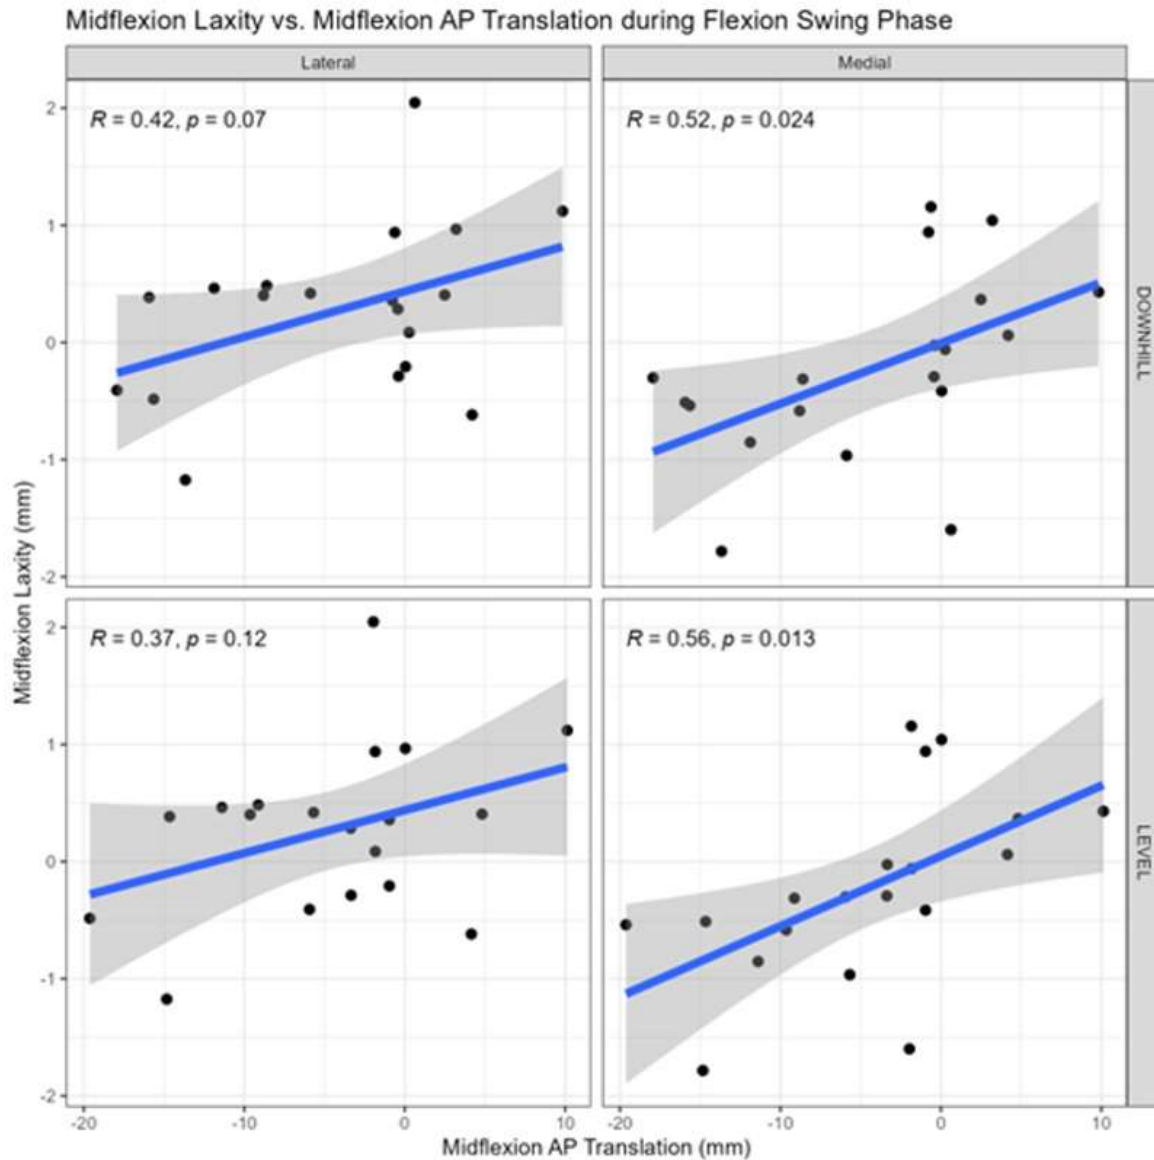 Midflexion Laxity vs. Midflexion AP Translation during Flexion Swing Phase
Lateral
Medial
R = 0.42, p = 0.07
R = 0.52, p = 0.024
DOWNHILL
2
1
0
-1
-2
Midflexion Laxity (mm)
R = 0.37, p = 0.12
R = 0.56, p = 0.013
LEVEL
2
1
0
-1
-2
-20 -10 0 10
-20 -10 0 10
Midflexion AP Translation (mm)